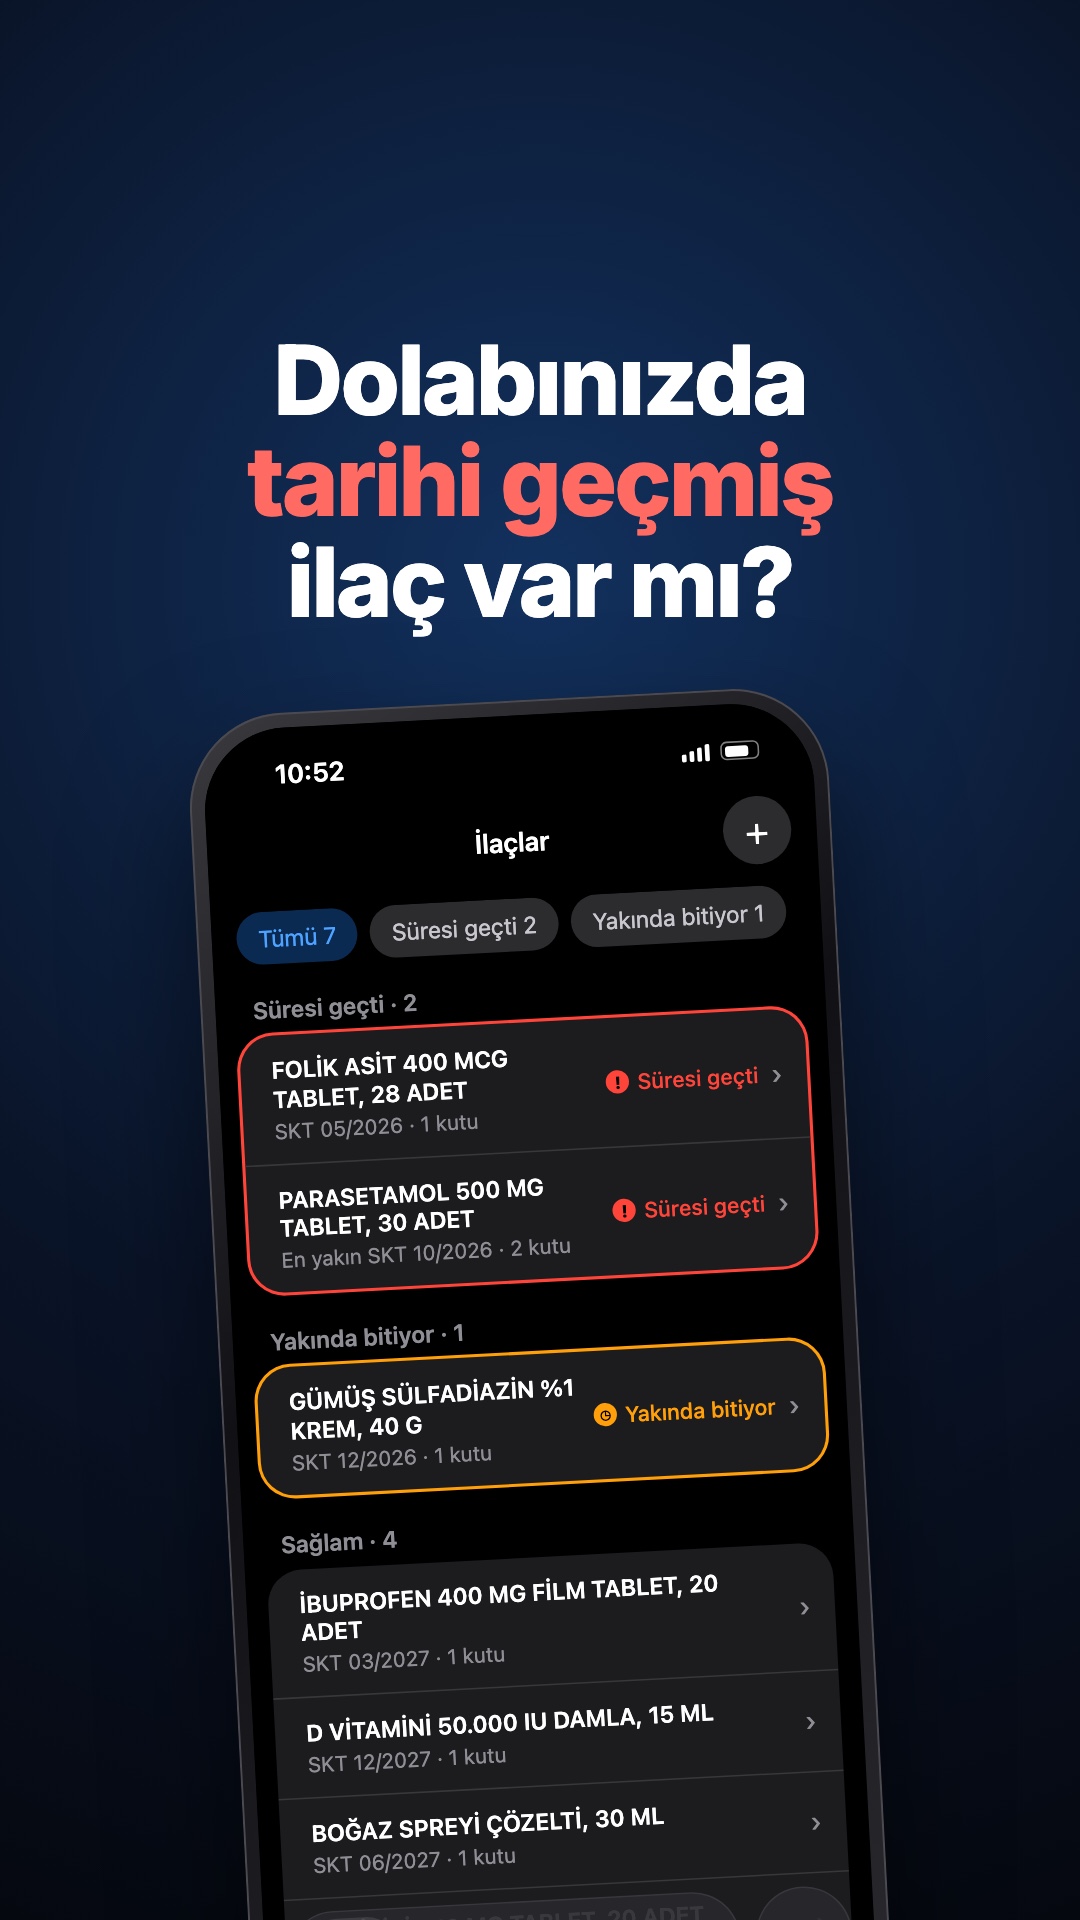 Dolabınızda
tarihi geçmiş
ilaç var mı?
10:52
İlaçlar
+
Tümü 7
Süresi geçti 2
Yakında bitiyor 1
Süresi geçti · 2
FOLİK ASİT 400 MCG
TABLET, 28 ADET
SKT 05/2026 · 1 kutu
! Süresi geçti ›
PARASETAMOL 500 MG
TABLET, 30 ADET
En yakın SKT 10/2026 · 2 kutu
! Süresi geçti ›
Yakında bitiyor · 1
GÜMÜŞ SÜLFADİAZİN %1
KREM, 40 G
SKT 12/2026 · 1 kutu
Yakında bitiyor ›
Sağlam · 4
İBUPROFEN 400 MG FİLM TABLET, 20
ADET
SKT 03/2027 · 1 kutu
›
D VİTAMİNİ 50.000 IU DAMLA, 15 ML
SKT 12/2027 · 1 kutu
›
BOĞAZ SPREYİ ÇÖZELTİ, 30 ML
SKT 06/2027 · 1 kutu
›
MG TABLET, 20 ADET